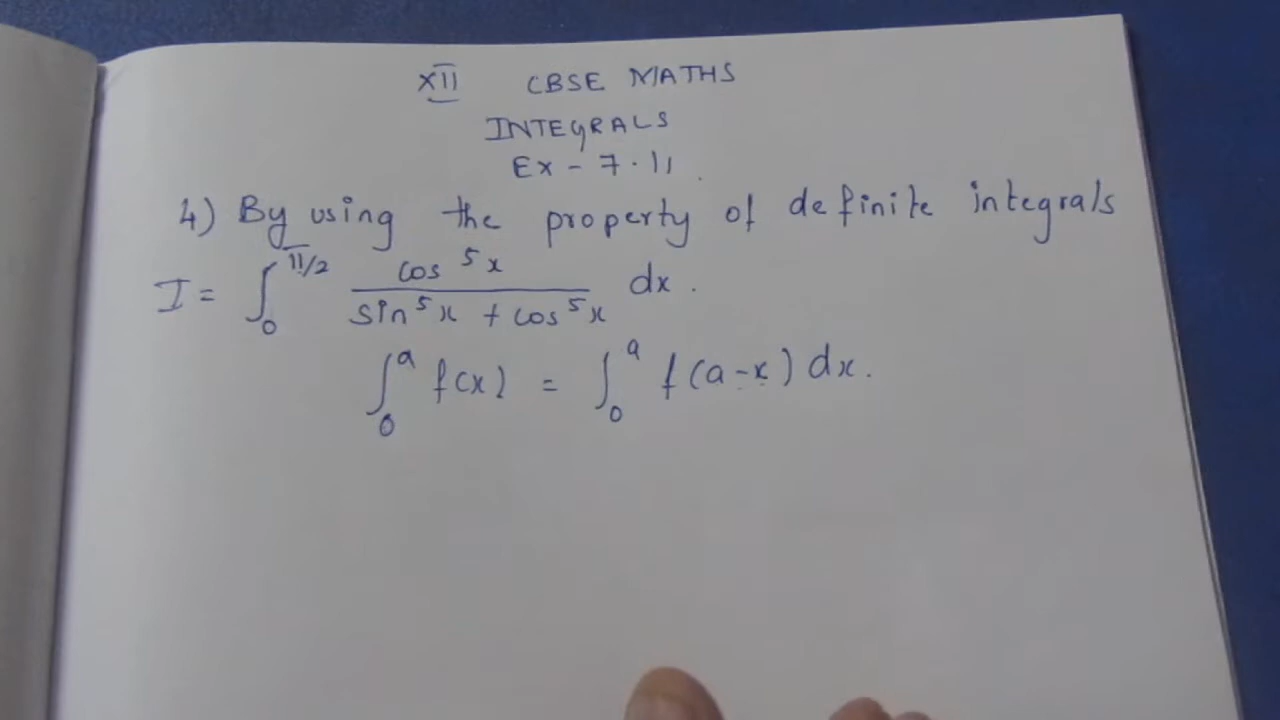 XII CBSE MATHS
INTEGRALS
Ex - 7.11
4) By using the property of definite integrals
I = ∫₀^π/2 cos⁵x / (sin⁵x + cos⁵x) dx.
∫₀^a f(x) = ∫₀^a f(a-x) dx.